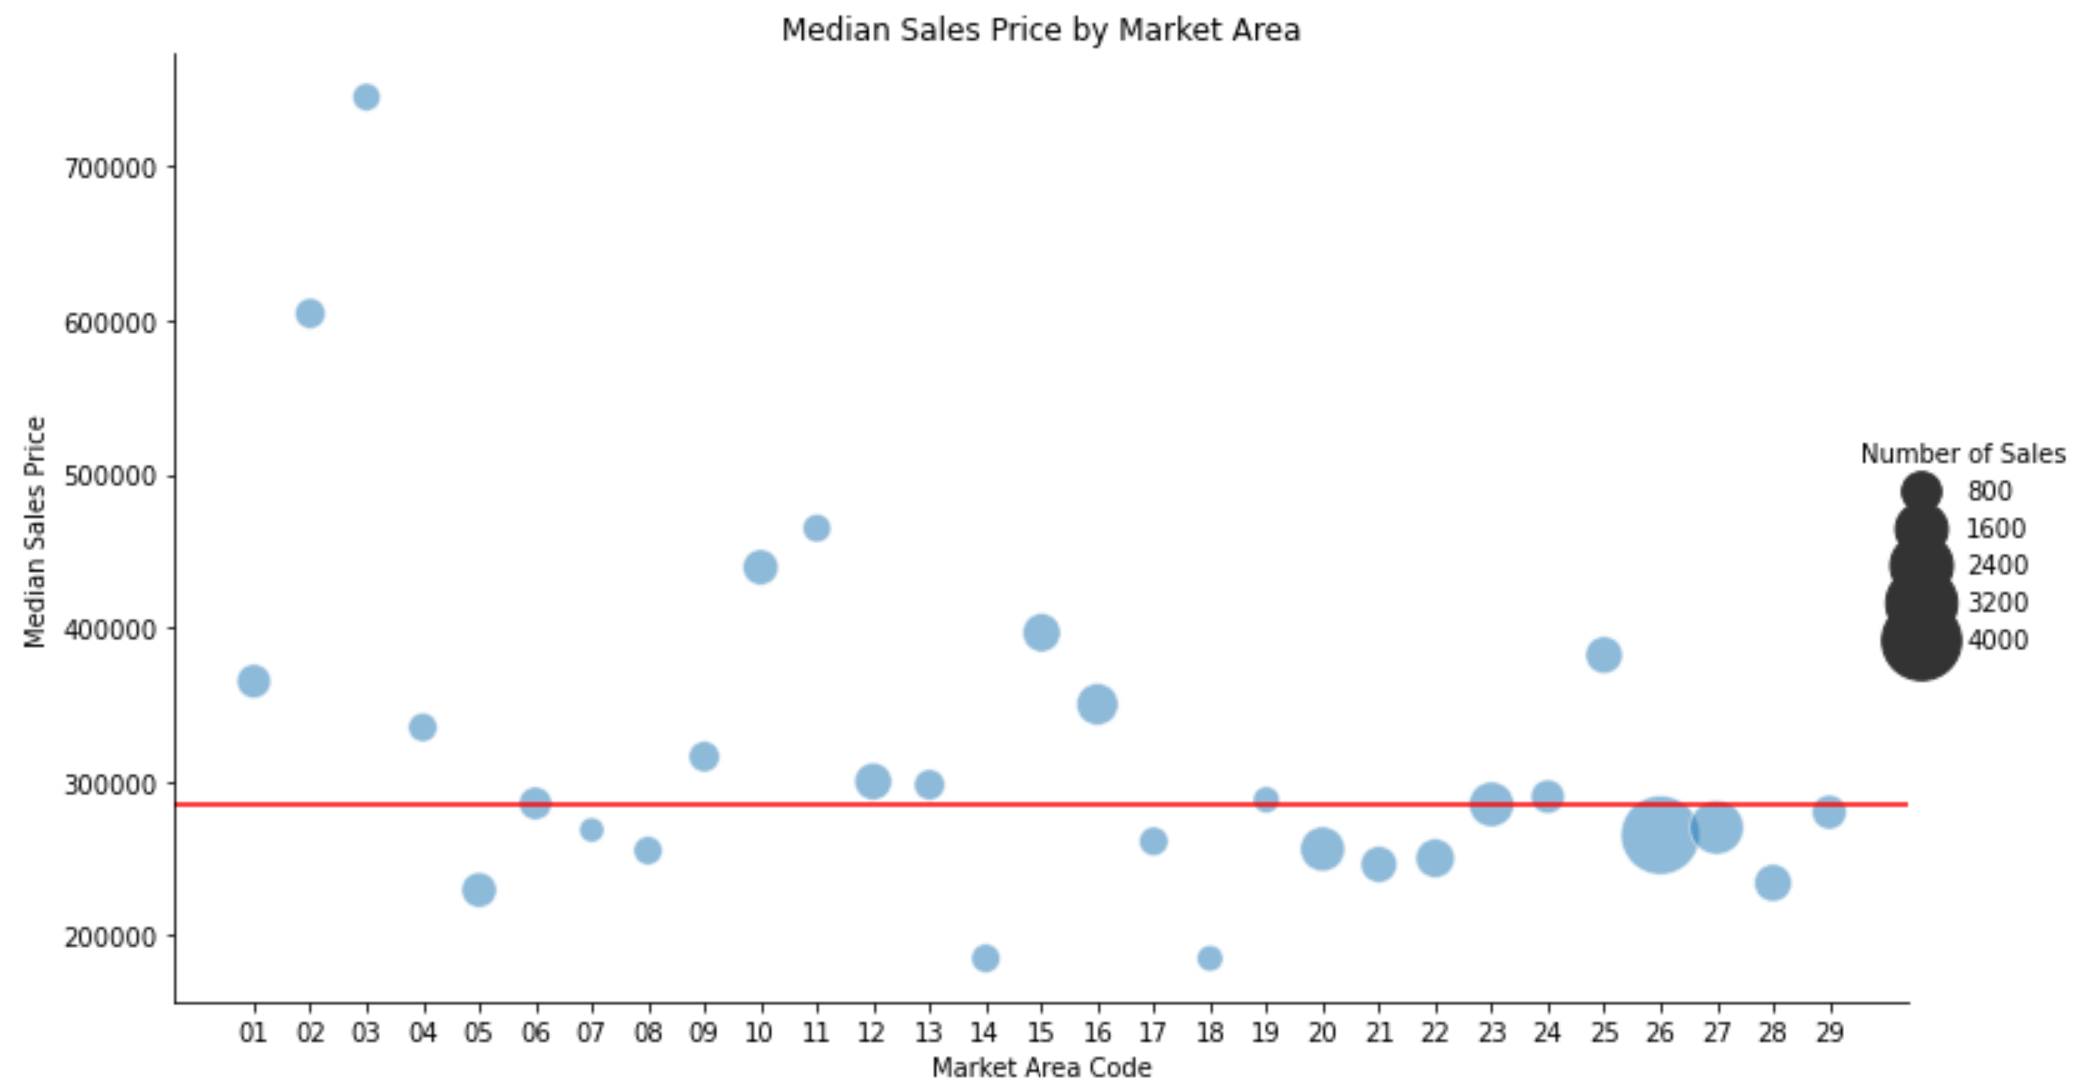 Median Sales Price by Market Area
Median Sales Price
700000
600000
500000
400000
300000
200000
01 02 03 04 05 06 07 08 09 10 11 12 13 14 15 16 17 18 19 20 21 22 23 24 25 26 27 28 29
Market Area Code
Number of Sales
800
1600
2400
3200
4000